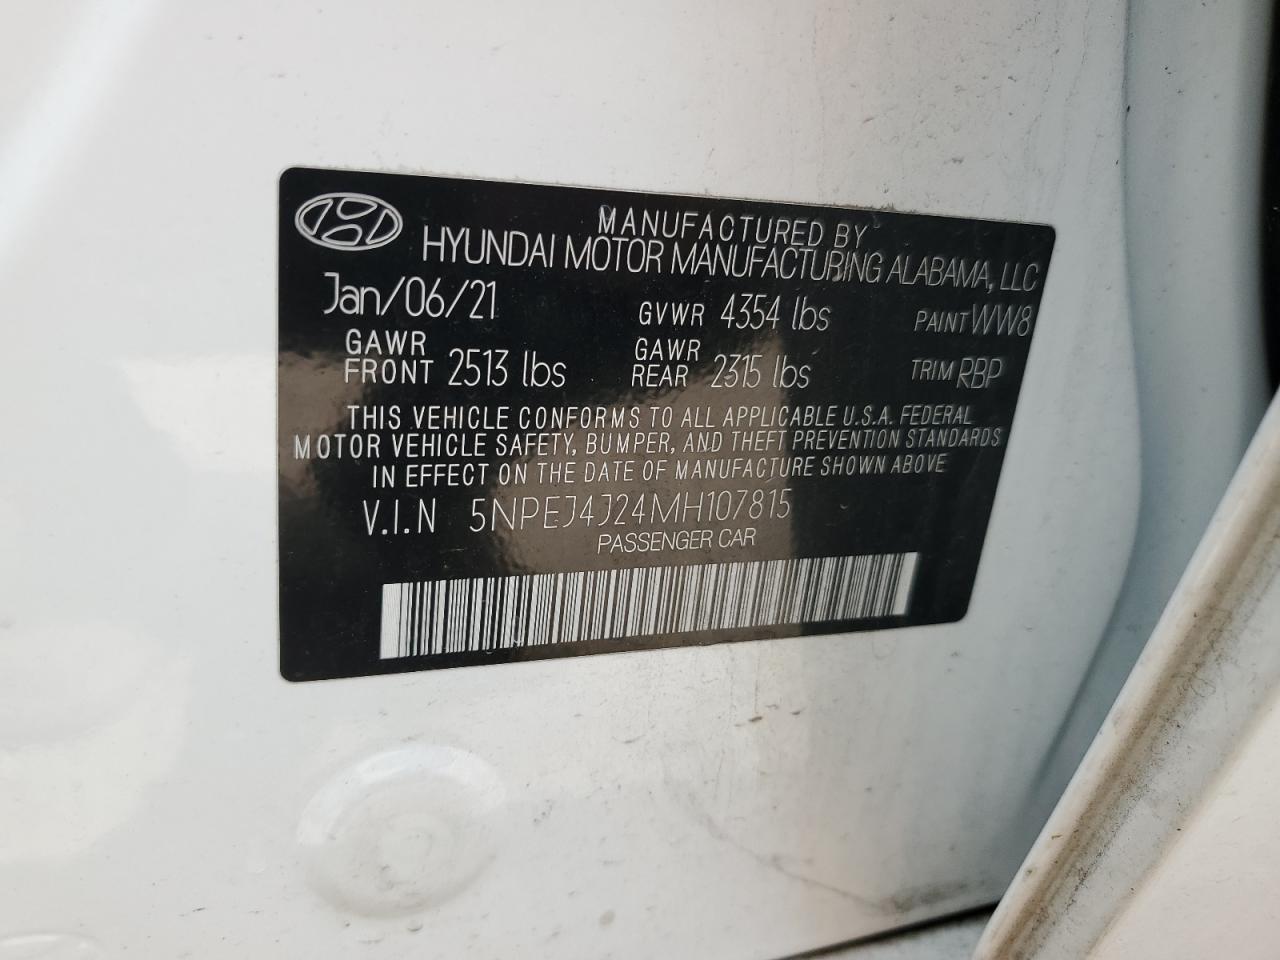 MANUFACTURED BY
HYUNDAI MOTOR MANUFACTURING ALABAMA, LLC
Jan/06/21 GVWR 4354 lbs PAINT WW8
GAWR FRONT 2513 lbs GAWR REAR 2315 lbs TRIM RBP
THIS VEHICLE CONFORMS TO ALL APPLICABLE U.S.A. FEDERAL
MOTOR VEHICLE SAFETY, BUMPER, AND THEFT PREVENTION STANDARDS
IN EFFECT ON THE DATE OF MANUFACTURE SHOWN ABOVE
V.I.N 5NPEJ4J24MH107815
PASSENGER CAR